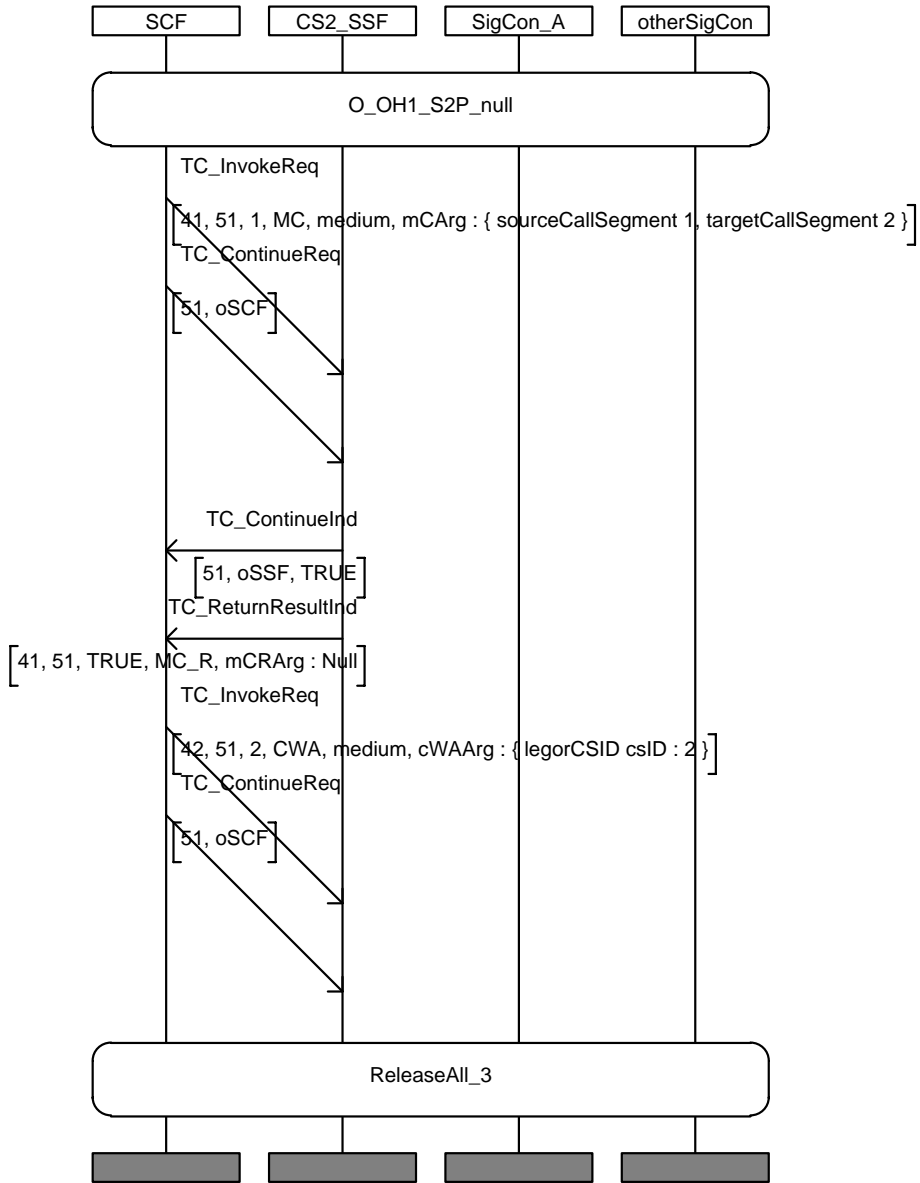 SCF CS2_SSF SigCon_A otherSigCon
O_OH1_S2P_null
TC_InvokeReq
[41, 51, 1, MC, medium, mCArg : { sourceCallSegment 1, targetCallSegment 2 }]
TC_ContinueReq
[51, oSCF]
TC_ContinueInd
[51, oSSF, TRUE]
TC_ReturnResultInd
[41, 51, TRUE, MC_R, mCRArg : Null]
TC_InvokeReq
[42, 51, 2, CWA, medium, cWAArg : { legorCSID csID : 2 }]
TC_ContinueReq
[51, oSCF]
ReleaseAll_3